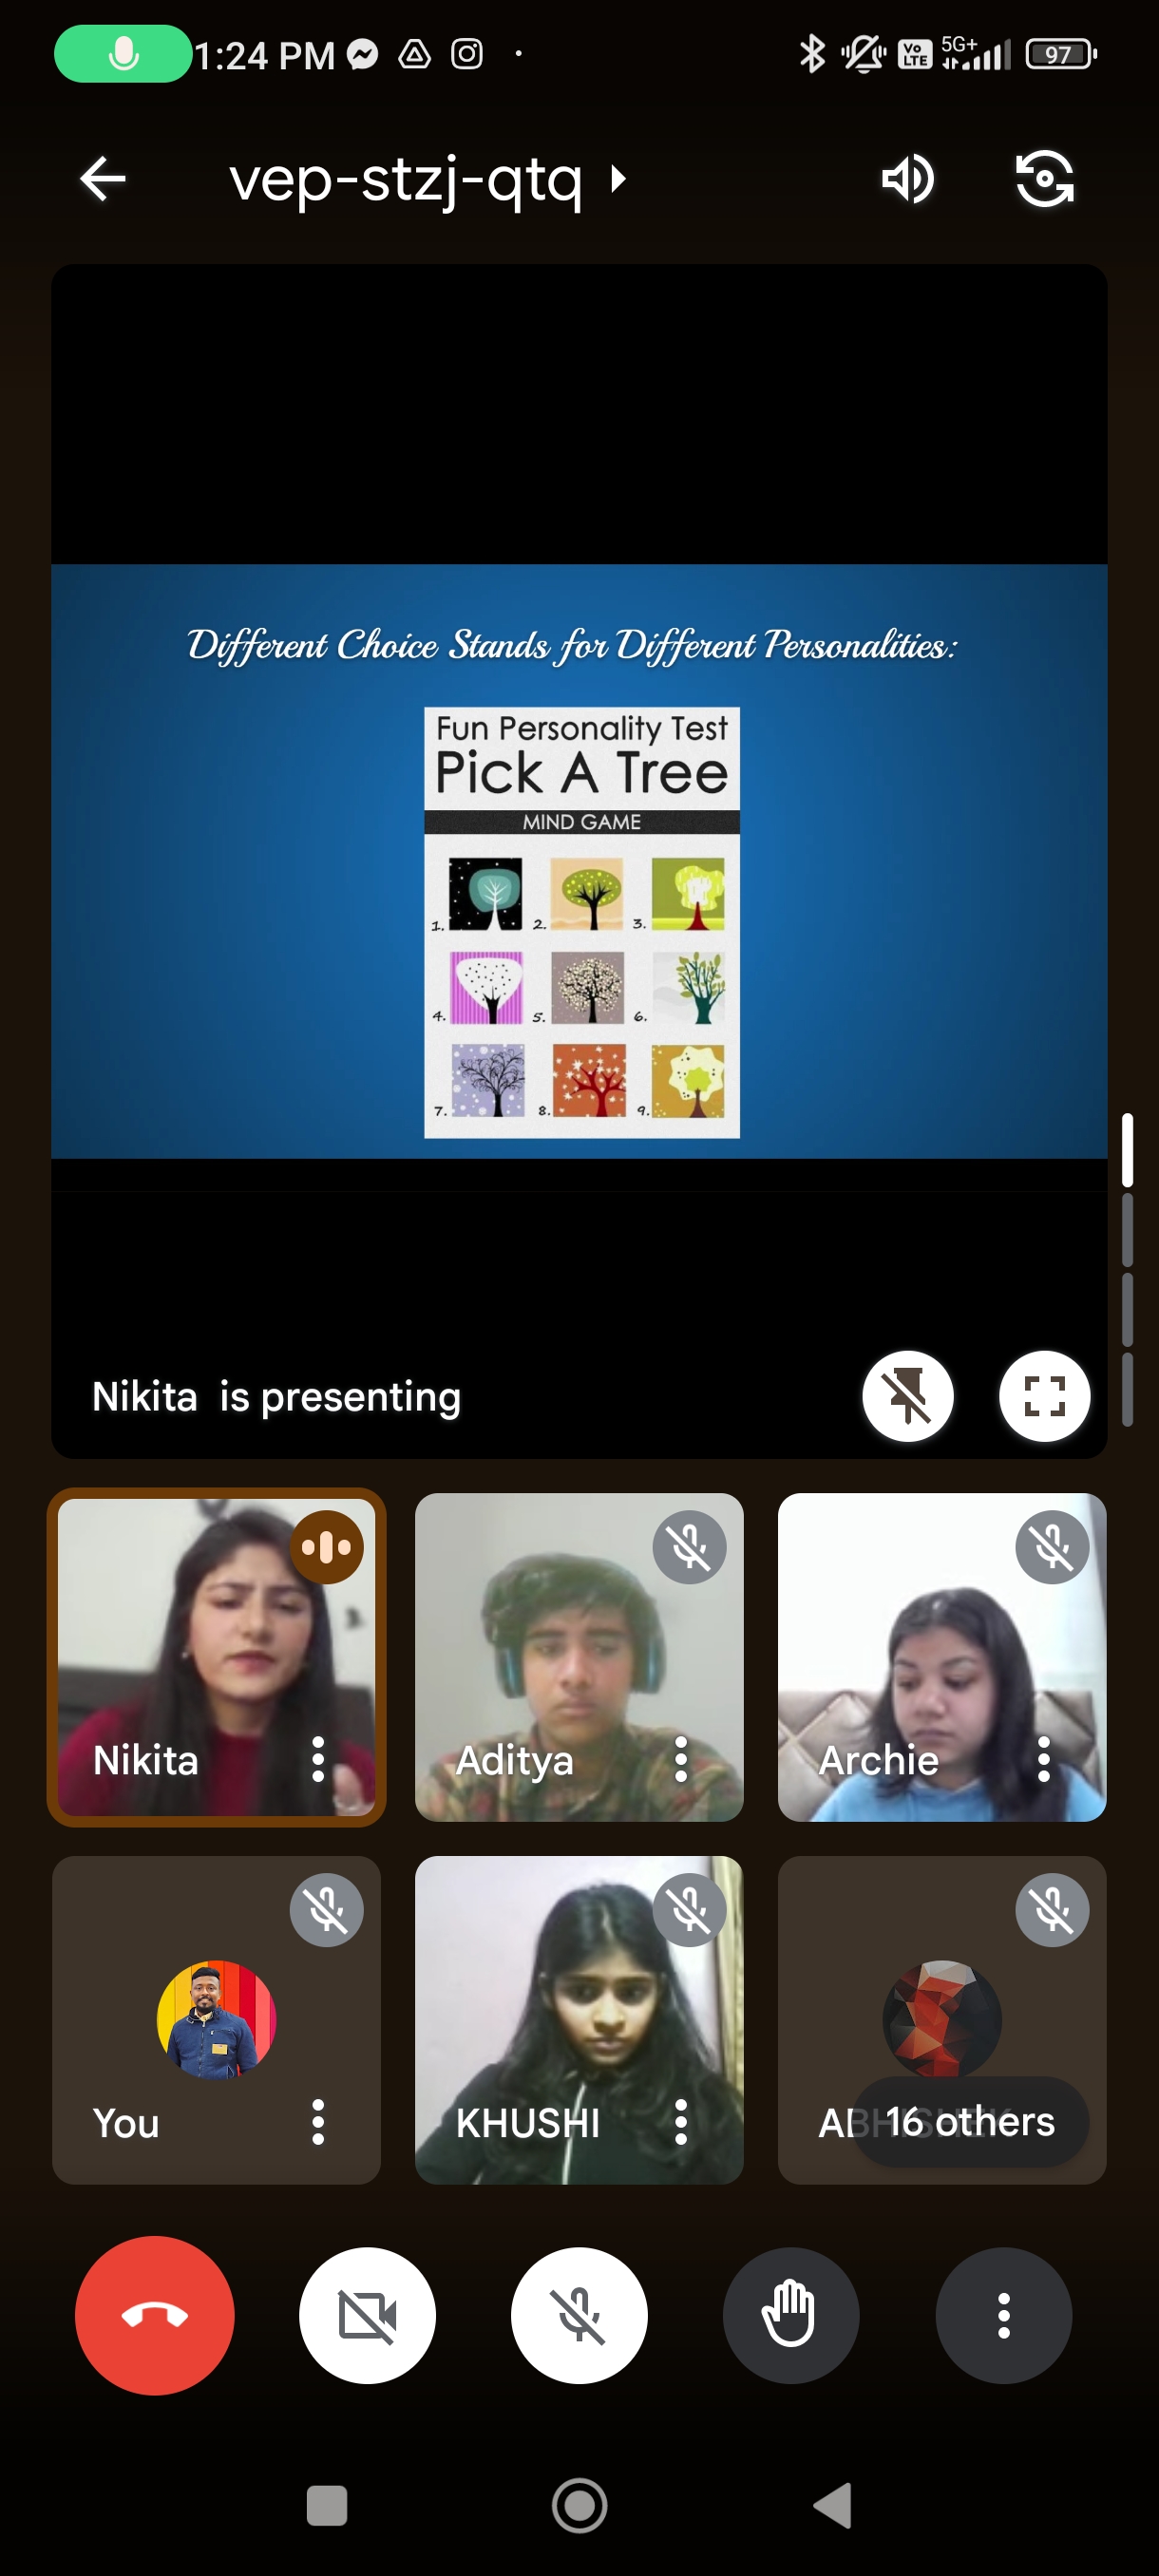 1:24 PM
Vo
LTE
5G+
97
vep-stzj-qtq
Different Choice Stands for Different Personalities:
Fun Personality Test
Pick A Tree
MIND GAME
1. 2. 3.
4. 5. 6.
7. 8. 9.
Nikita is presenting
Nikita Aditya Archie
You KHUSHI ABHISHEK
16 others